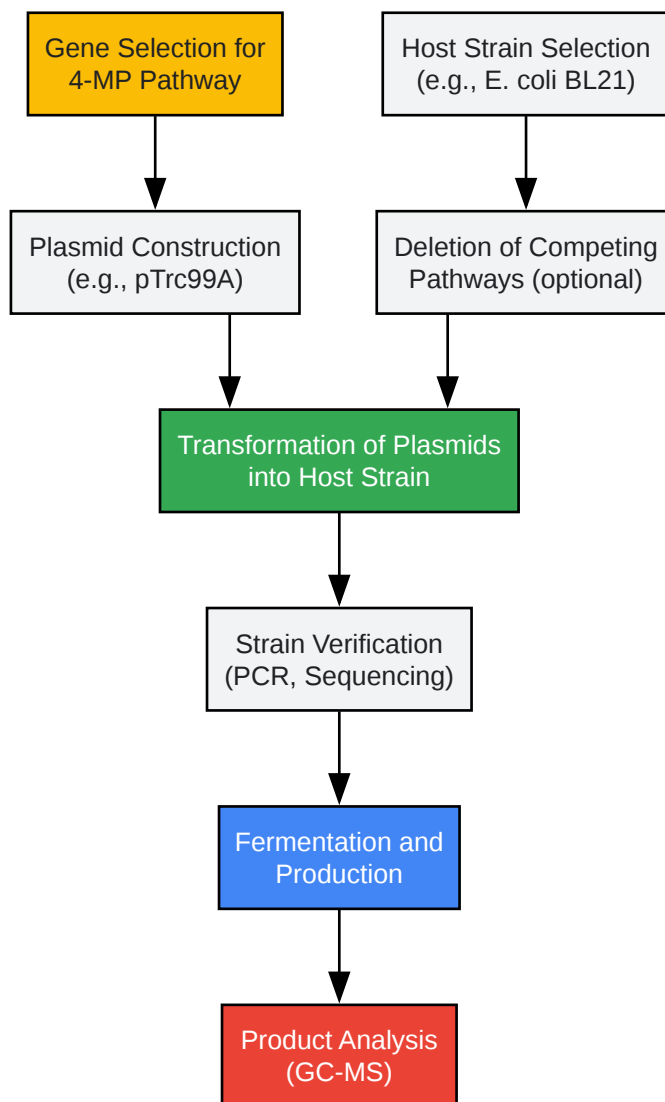 Gene Selection for
4-MP Pathway
Host Strain Selection
(e.g., E. coli BL21)
Plasmid Construction
(e.g., pTrc99A)
Deletion of Competing
Pathways (optional)
Transformation of Plasmids
into Host Strain
Strain Verification
(PCR, Sequencing)
Fermentation and
Production
Product Analysis
(GC-MS)